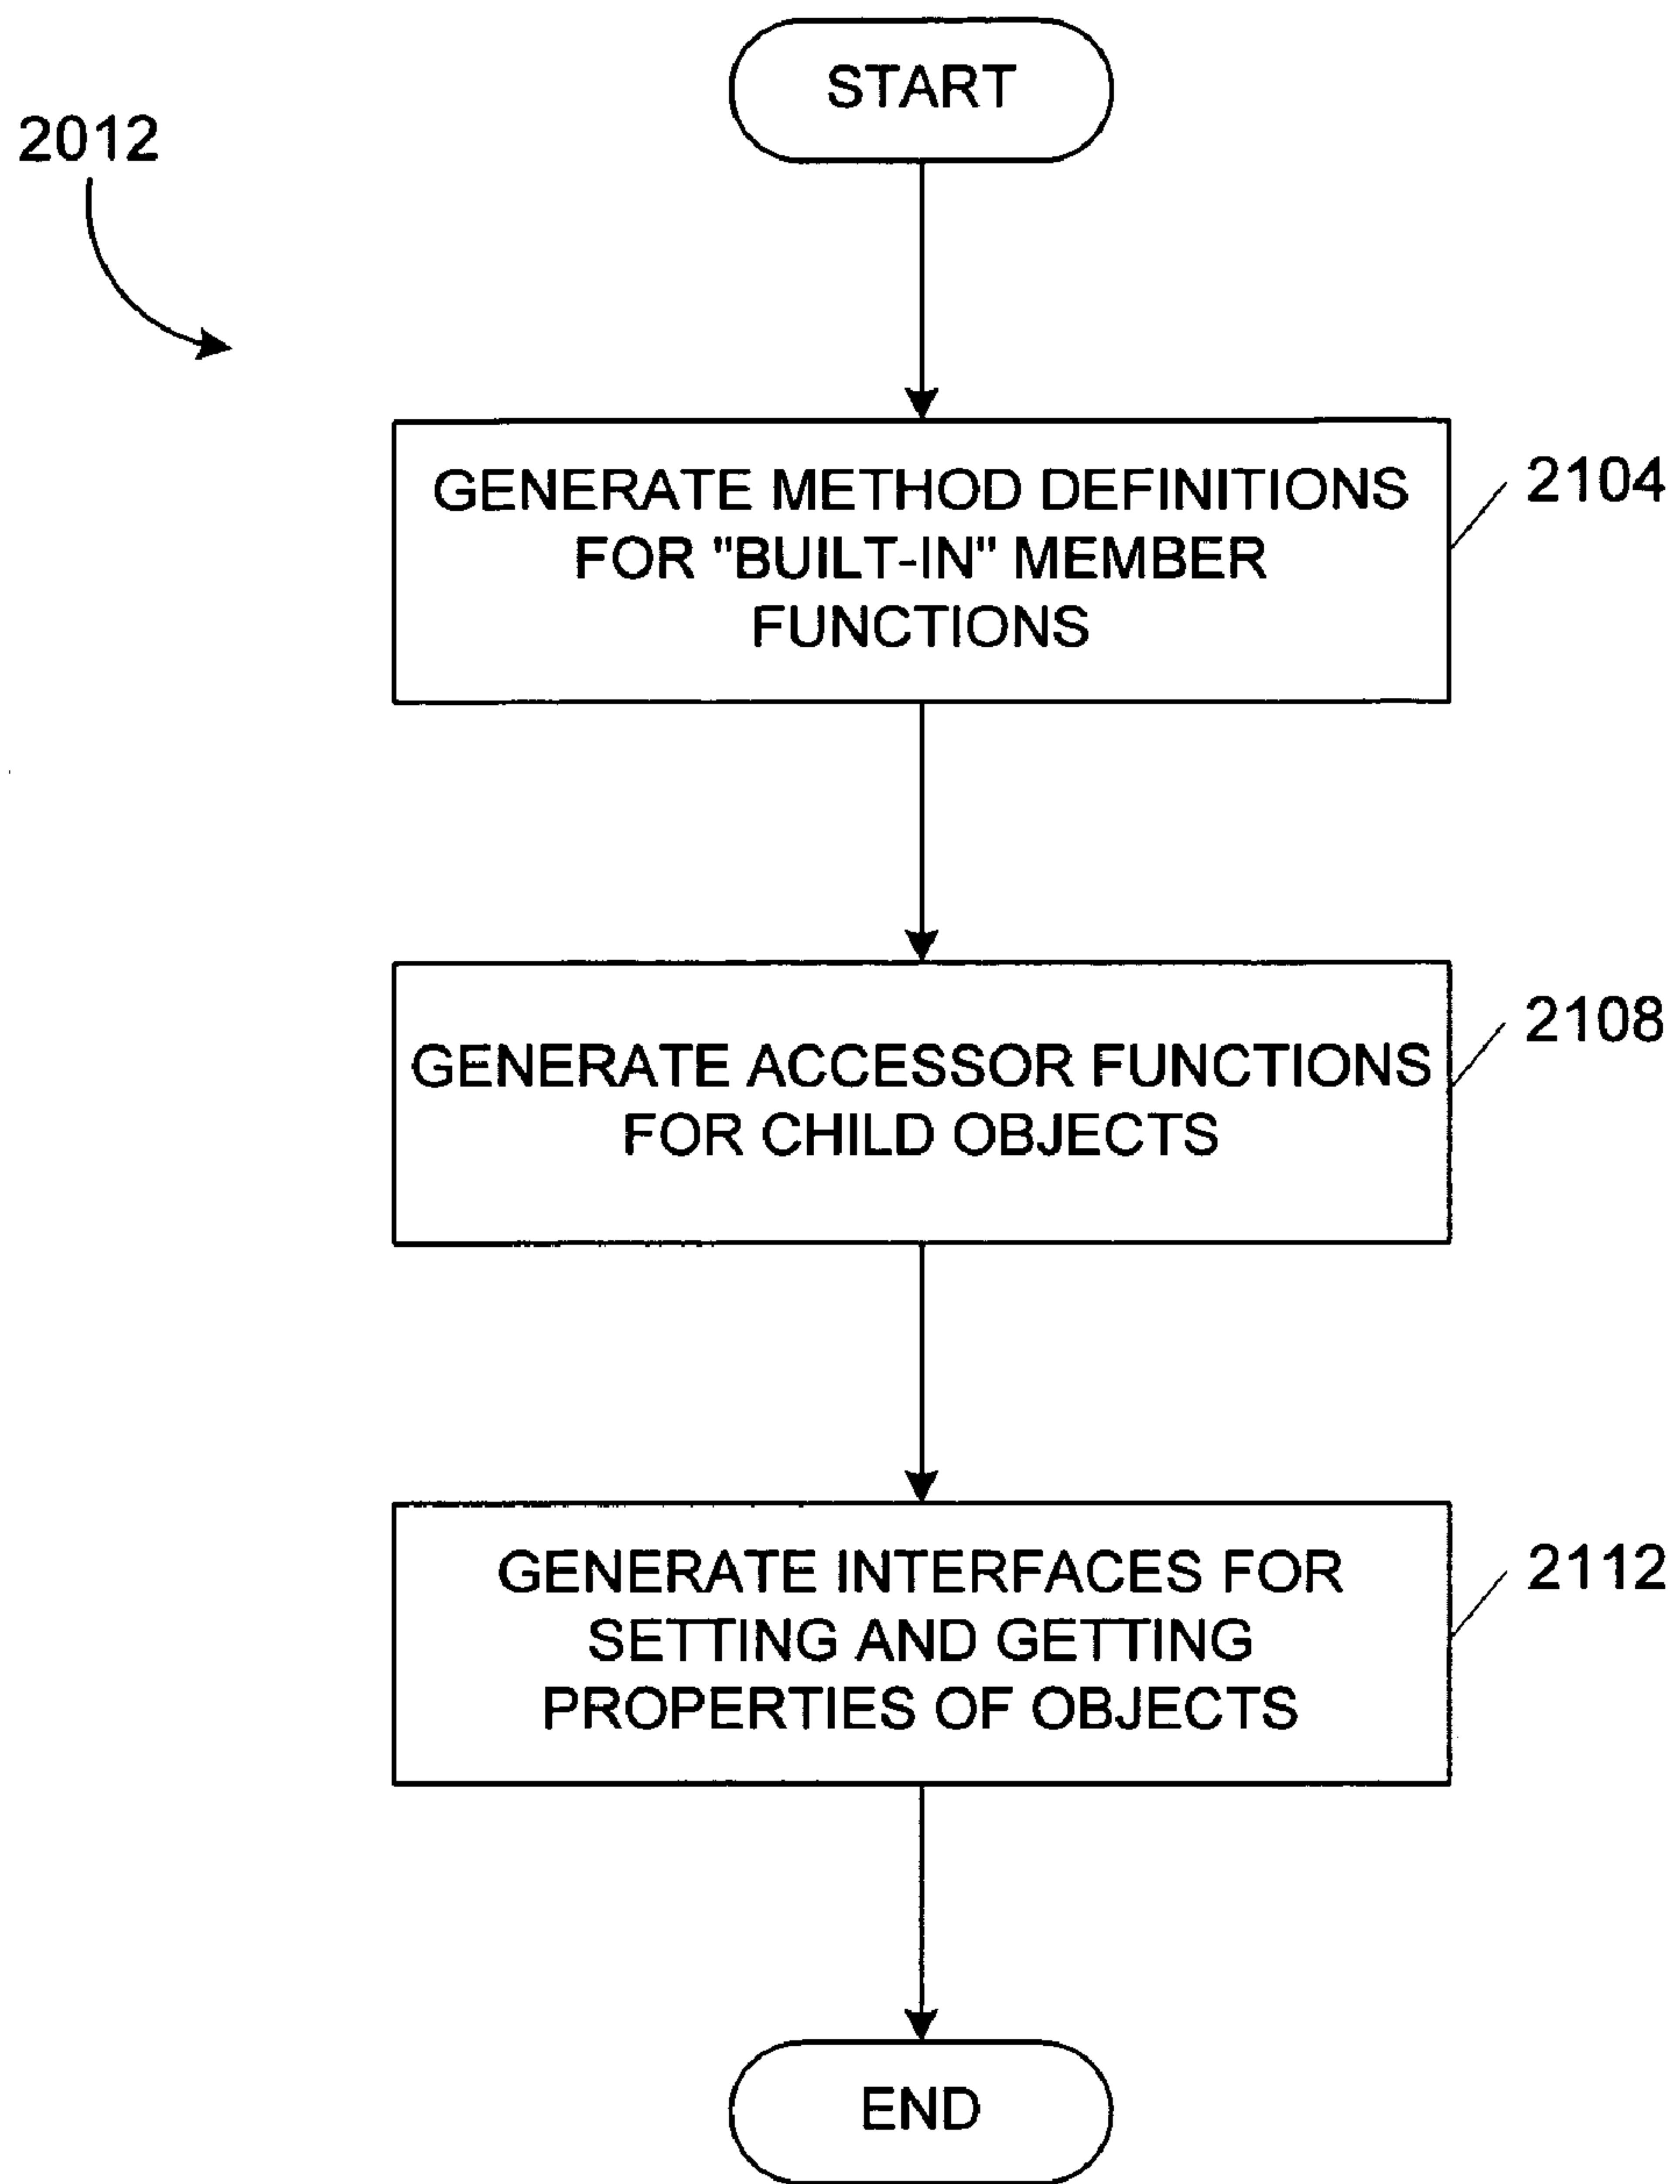 START
2012
GENERATE METHOD DEFINITIONS
FOR "BUILT-IN" MEMBER
FUNCTIONS
2104
GENERATE ACCESSOR FUNCTIONS
FOR CHILD OBJECTS
2108
GENERATE INTERFACES FOR
SETTING AND GETTING
PROPERTIES OF OBJECTS
2112
END